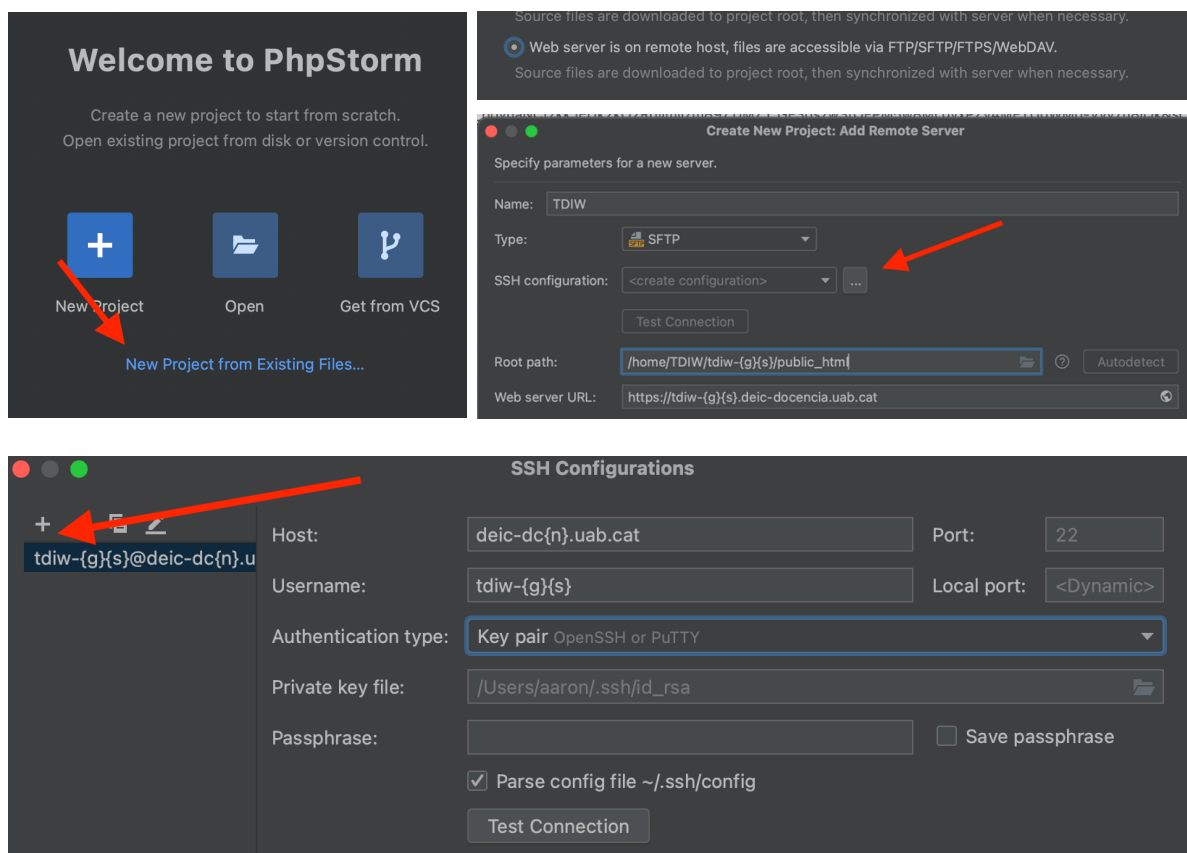 Welcome to PhpStorm
Create a new project to start from scratch.
Open existing project from disk or version control.
New Project
Open
Get from VCS
New Project from Existing Files...
Source files are downloaded to project root, then synchronized with server when necessary.
Web server is on remote host, files are accessible via FTP/SFTP/FTPS/WebDAV.
Source files are downloaded to project root, then synchronized with server when necessary.
Create New Project: Add Remote Server
Specify parameters for a new server.
Name: TDIW
Type: SFTP
SSH configuration: <create configuration> ...
Test Connection
Root path: /home/TDIW/tdiw-{g}{s}/public_html Autodetect
Web server URL: https://tdiw-{g}{s}.deic-docencia.uab.cat
SSH Configurations
tdiw-{g}{s}@deic-dc{n}.u
Host: deic-dc{n}.uab.cat Port: 22
Username: tdiw-{g}{s} Local port: <Dynamic>
Authentication type: Key pair OpenSSH or PuTTY
Private key file: /Users/aaron/.ssh/id_rsa
Passphrase: Save passphrase
Parse config file ~/.ssh/config
Test Connection